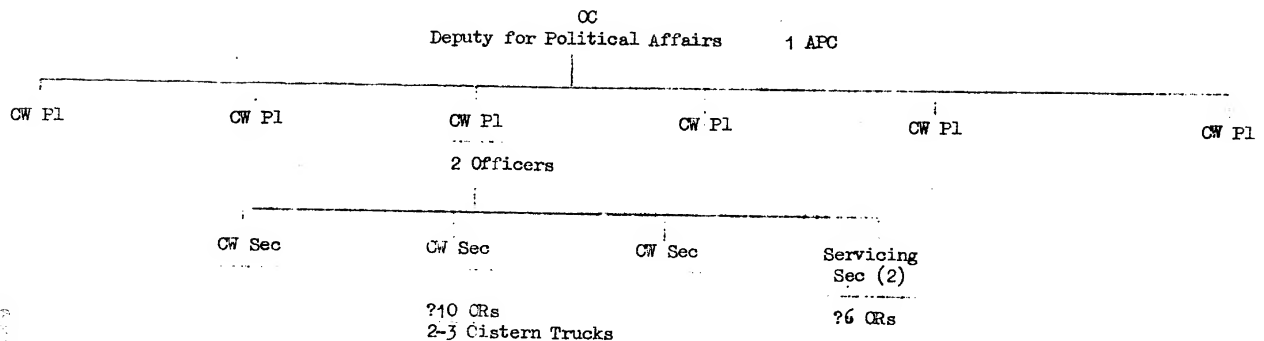 OC
Deputy for Political Affairs 1 APC
CW Pl CW Pl CW Pl CW Pl CW Pl CW Pl
2 Officers
CW Sec CW Sec CW Sec Servicing
Sec (2)
?10 ORs ?6 ORs
2-3 Cistern Trucks